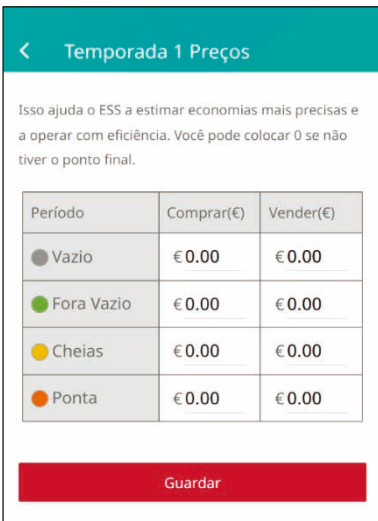 Temporada 1 Preços
Isso ajuda o ESS a estimar economias mais precisas e
a operar com eficiência. Você pode colocar 0 se não
tiver o ponto final.
Período Comprar(€) Vender(€)
Vazio €0.00 €0.00
Fora Vazio €0.00 €0.00
Cheias €0.00 €0.00
Ponta €0.00 €0.00
Guardar